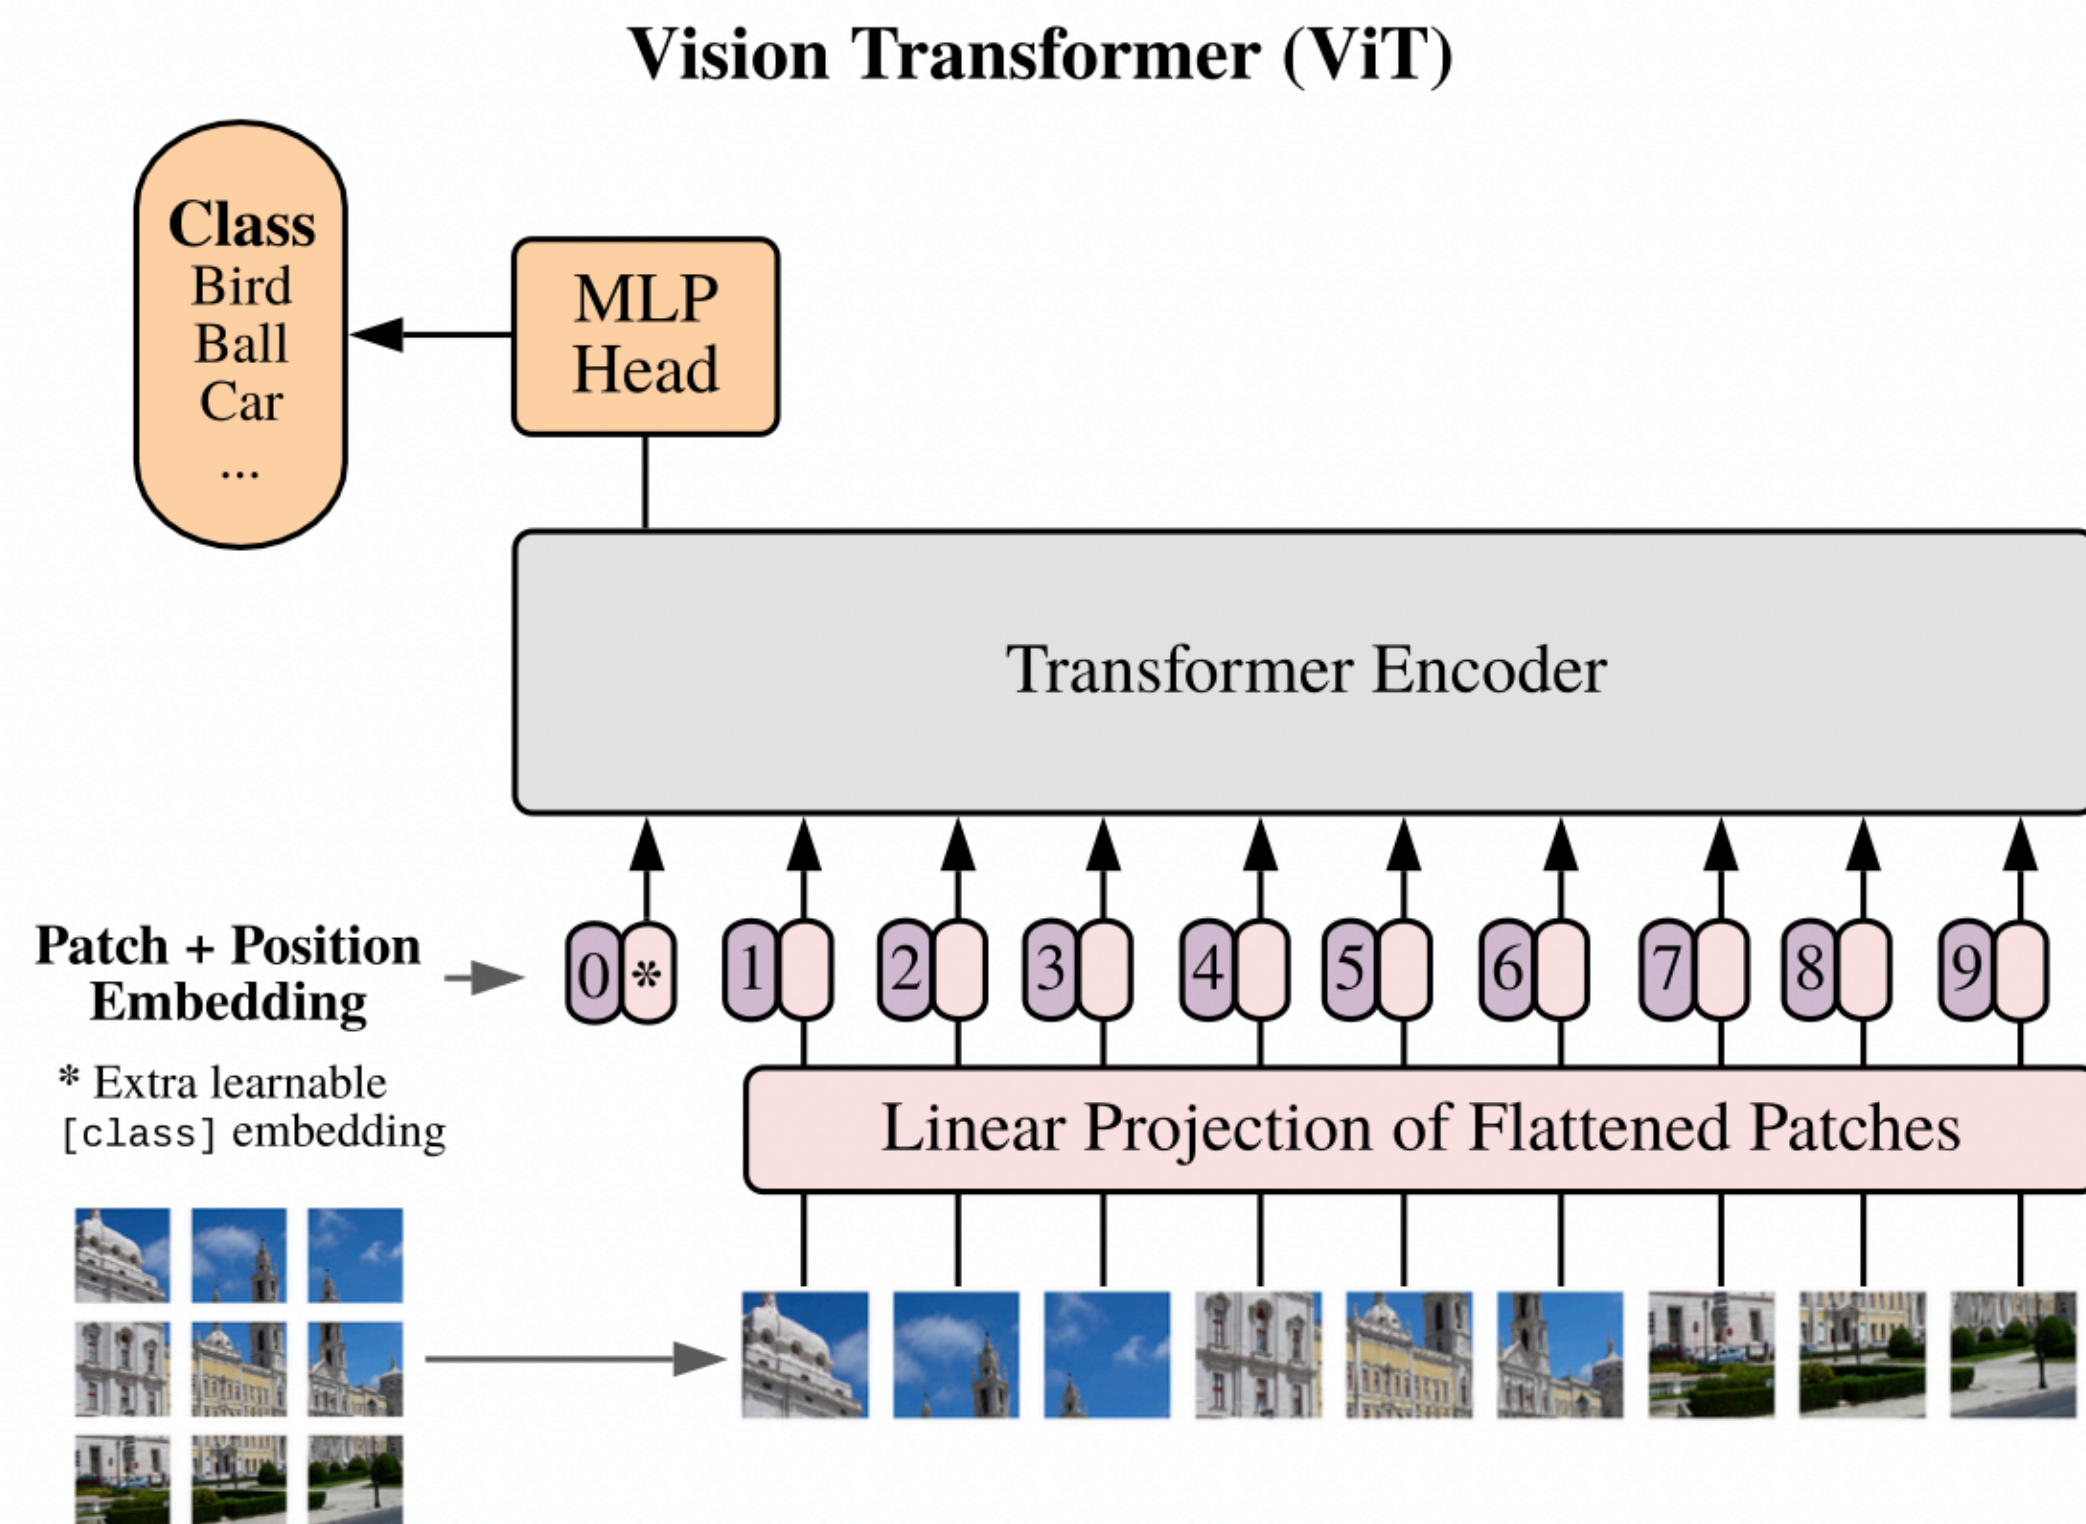 Vision Transformer (ViT)
Class
Bird
Ball
Car
...
MLP
Head
Transformer Encoder
Patch + Position
Embedding
0 * 1 2 3 4 5 6 7 8 9
* Extra learnable
[class] embedding
Linear Projection of Flattened Patches